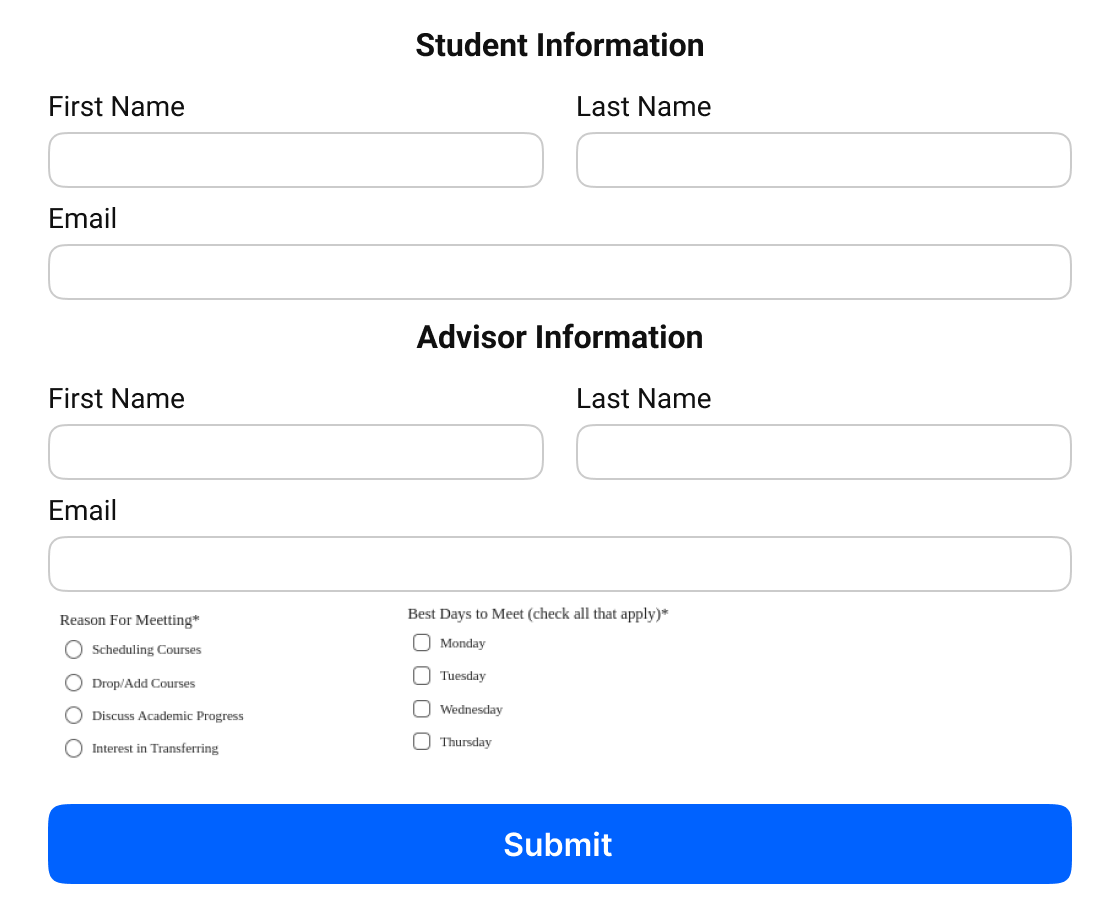 Student Information
First Name Last Name
Email
Advisor Information
First Name Last Name
Email
Reason For Meetting*
Scheduling Courses
Drop/Add Courses
Discuss Academic Progress
Interest in Transferring
Best Days to Meet (check all that apply)*
Monday
Tuesday
Wednesday
Thursday
Submit